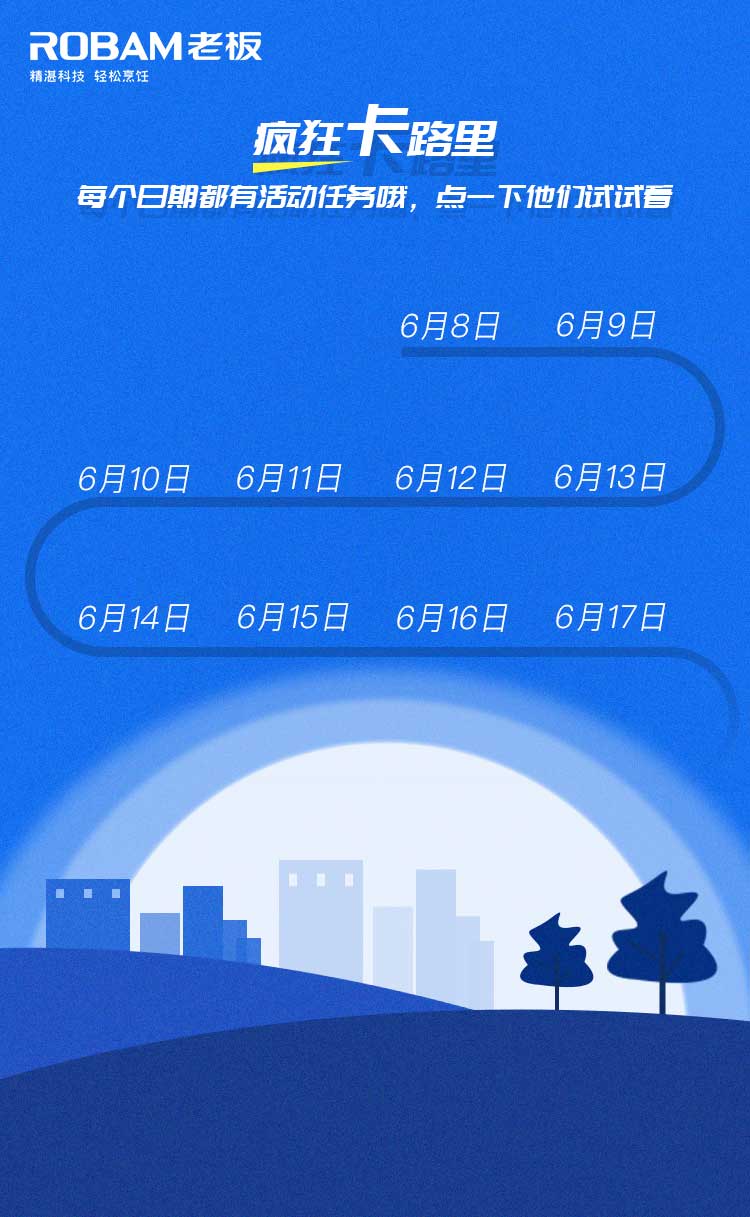 ROBAM老板
精湛科技 轻松烹饪
疯狂卡路里
每个日期都有活动任务哦，点一下他们试试看
6月8日 6月9日
6月10日 6月11日 6月12日 6月13日
6月14日 6月15日 6月16日 6月17日